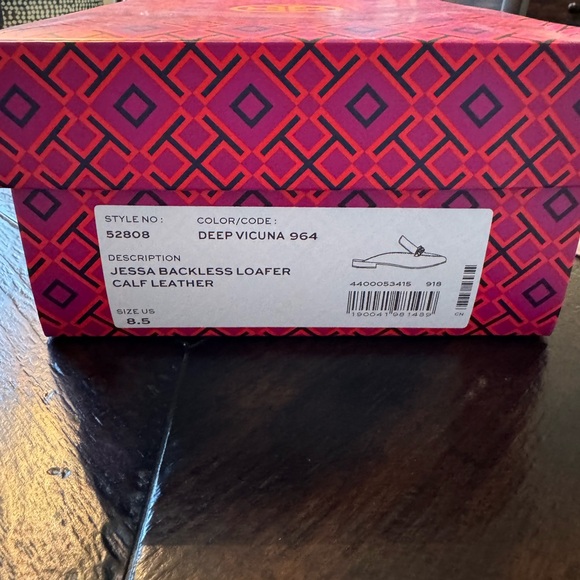 STYLE NO:
52808
COLOR/CODE:
DEEP VICUNA 964
DESCRIPTION
JESSA BACKLESS LOAFER
CALF LEATHER
SIZE US
8.5
4400053415 918
190041981489
CN